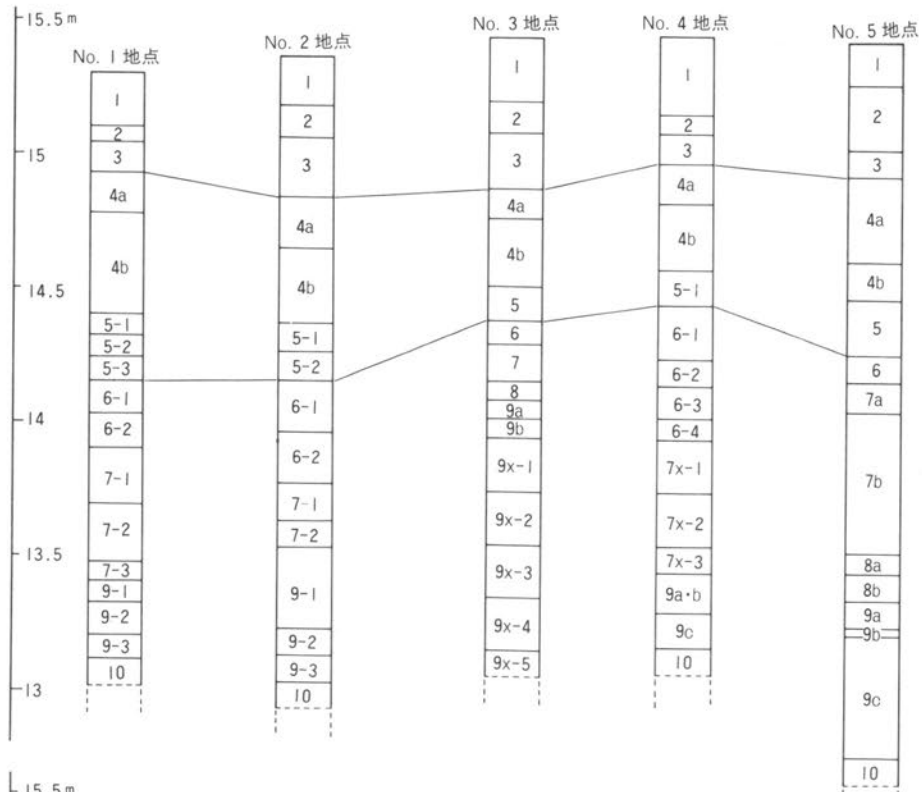 15.5m
15
14.5
14
13.5
13
15.5m
No. 1 地点
1
2
3
4a
4b
5-1
5-2
5-3
6-1
6-2
7-1
7-2
7-3
9-1
9-2
9-3
10
No. 2 地点
1
2
3
4a
4b
5-1
5-2
6-1
6-2
7-1
7-2
9-1
9-2
9-3
10
No. 3 地点
1
2
3
4a
4b
5
6
7
8
9a
9b
9x-1
9x-2
9x-3
9x-4
9x-5
No. 4 地点
1
2
3
4a
4b
5-1
6-1
6-2
6-3
6-4
7x-1
7x-2
7x-3
9a·b
9c
10
No. 5 地点
1
2
3
4a
4b
5
6
7a
7b
8a
8b
9a
9b
9c
10